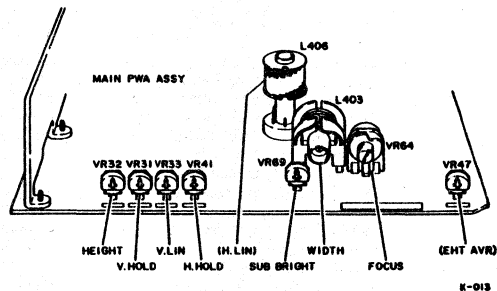 L406
MAIN PWA ASSY
L403
VR64
VR32 VR31 VR33 VR41
VR69
VR47
HEIGHT
V.LIN
(H.LIN)
WIDTH
(EHT AVR)
V.HOLD
H.HOLD
SUB BRIGHT
FOCUS
K-013